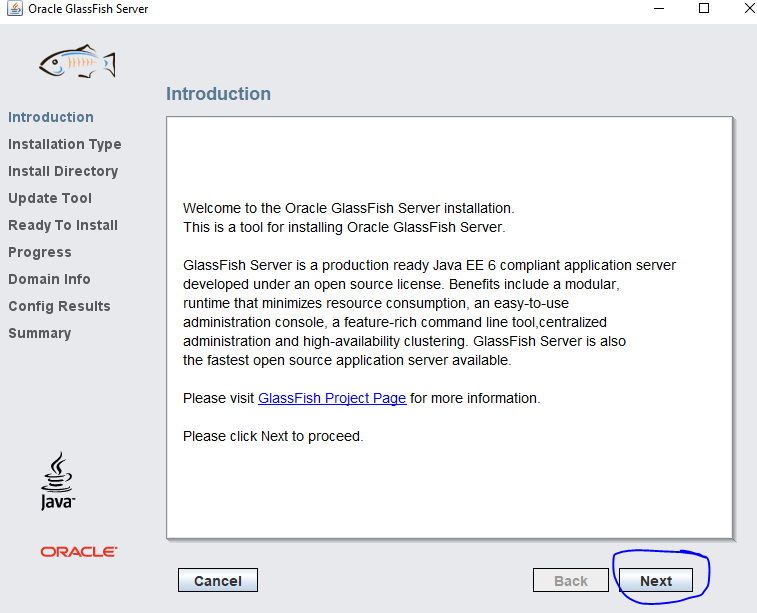 Oracle GlassFish Server
Introduction
Installation Type
Install Directory
Update Tool
Ready To Install
Progress
Domain Info
Config Results
Summary
Java™
ORACLE®
Introduction
Welcome to the Oracle GlassFish Server installation.
This is a tool for installing Oracle GlassFish Server.
GlassFish Server is a production ready Java EE 6 compliant application server
developed under an open source license. Benefits include a modular,
runtime that minimizes resource consumption, an easy-to-use
administration console, a feature-rich command line tool,centralized
administration and high-availability clustering. GlassFish Server is also
the fastest open source application server available.
Please visit GlassFish Project Page for more information.
Please click Next to proceed.
Cancel
Back
Next